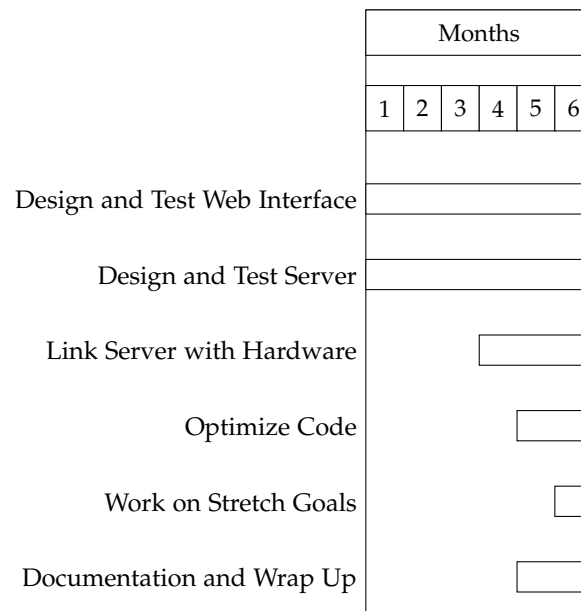 Months
1 2 3 4 5 6
Design and Test Web Interface
Design and Test Server
Link Server with Hardware
Optimize Code
Work on Stretch Goals
Documentation and Wrap Up